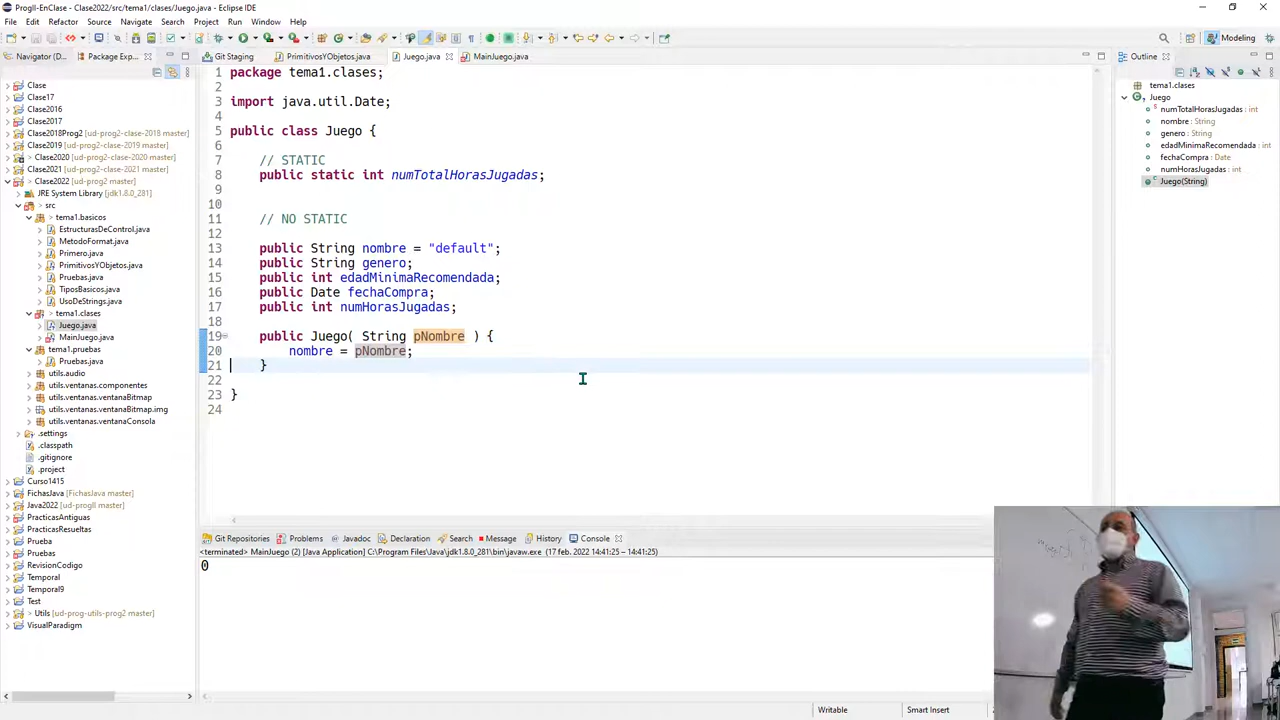 ProgII-EnClase - Clase2022/src/tema1/clases/Juego.java - Eclipse IDE
File Edit Refactor Source Navigate Search Project Run Window Help
Modeling
Navigator (D...
Package Exp...
Git Staging
PrimitivosYObjetos.java
Juego.java
MainJuego.java
Outline
Clase
Clase17
Clase2016
Clase2017
Clase2018Prog2 [ud-prog2-clase-2018 master]
Clase2019 [ud-prog2-clase-2019 master]
> Clase2020 [ud-prog2-clase-2020 master]
Clase2021 [ud-prog2-clase-2021 master]
> Clase2022 [ud-prog2 master]
JRE System Library [jdk1.8.0_281]
> src
> tema1.basicos
EstructurasDeControl.java
MetodoFormat.java
Primero.java
PrimitivosYObjetos.java
Pruebas.java
TiposBasicos.java
UsoDeStrings.java
> tema1.clases
Juego.java
MainJuego.java
tema1.pruebas
Pruebas.java
utils.audio
utils.ventanas.componentes
utils.ventanas.ventanaBitmap
utils.ventanas.ventanaBitmap.img
utils.ventanas.ventanaConsola
.settings
.classpath
.gitignore
.project
Curso1415
FichasJava [FichasJava master]
Java2022 [ud-progII master]
PracticasAntiguas
PracticasResueltas
Prueba
Pruebas
RevisionCodigo
Temporal
Temporal9
Test
> Utils [ud-prog-utils-prog2 master]
VisualParadigm
1 package tema1.clases;
2
3 import java.util.Date;
4
5 public class Juego {
6
7 // STATIC
8 public static int numTotalHorasJugadas;
9
10
11 // NO STATIC
12
13 public String nombre = "default";
14 public String genero;
15 public int edadMinimaRecomendada;
16 public Date fechaCompra;
17 public int numHorasJugadas;
18
19 public Juego( String pNombre ) {
20 nombre = pNombre;
21 }
22
23 }
24
tema1.clases
Juego
numTotalHorasJugadas : int
nombre : String
genero : String
edadMinimaRecomendada : int
fechaCompra : Date
numHorasJugadas : int
Juego(String)
Git Repositories Problems Javadoc Declaration Search Message History Console
<terminated> MainJuego (2) [Java Application] C:\Program Files\Java\jdk1.8.0_281\bin\javaw.exe (17 feb. 2022 14:41:25 – 14:41:25)
0
Writable
Smart Insert